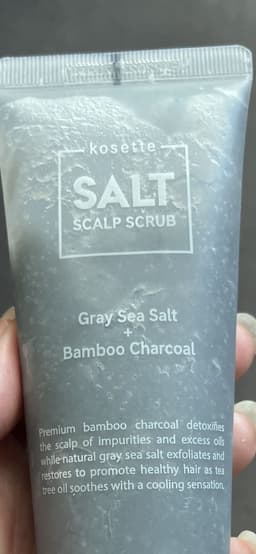 kosette
SALT
SCALP SCRUB
Gray Sea Salt
+
Bamboo Charcoal
Premium bamboo charcoal detoxifies
the scalp of impurities and excess oils
while natural gray sea salt exfoliates and
restores to promote healthy hair as tea
tree oil soothes with a cooling sensation.